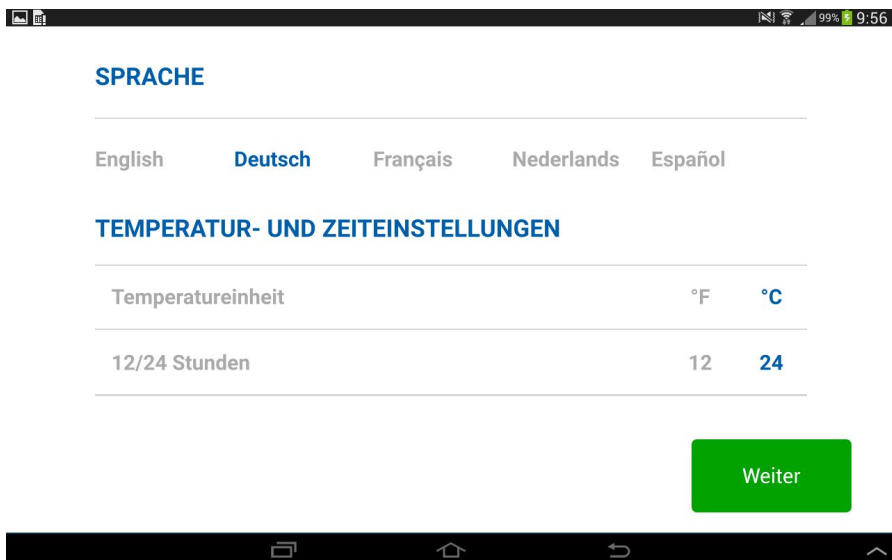 99% 9:56
SPRACHE
English Deutsch Français Nederlands Español
TEMPERATUR- UND ZEITEINSTELLUNGEN
Temperatureinheit °F °C
12/24 Stunden 12 24
Weiter